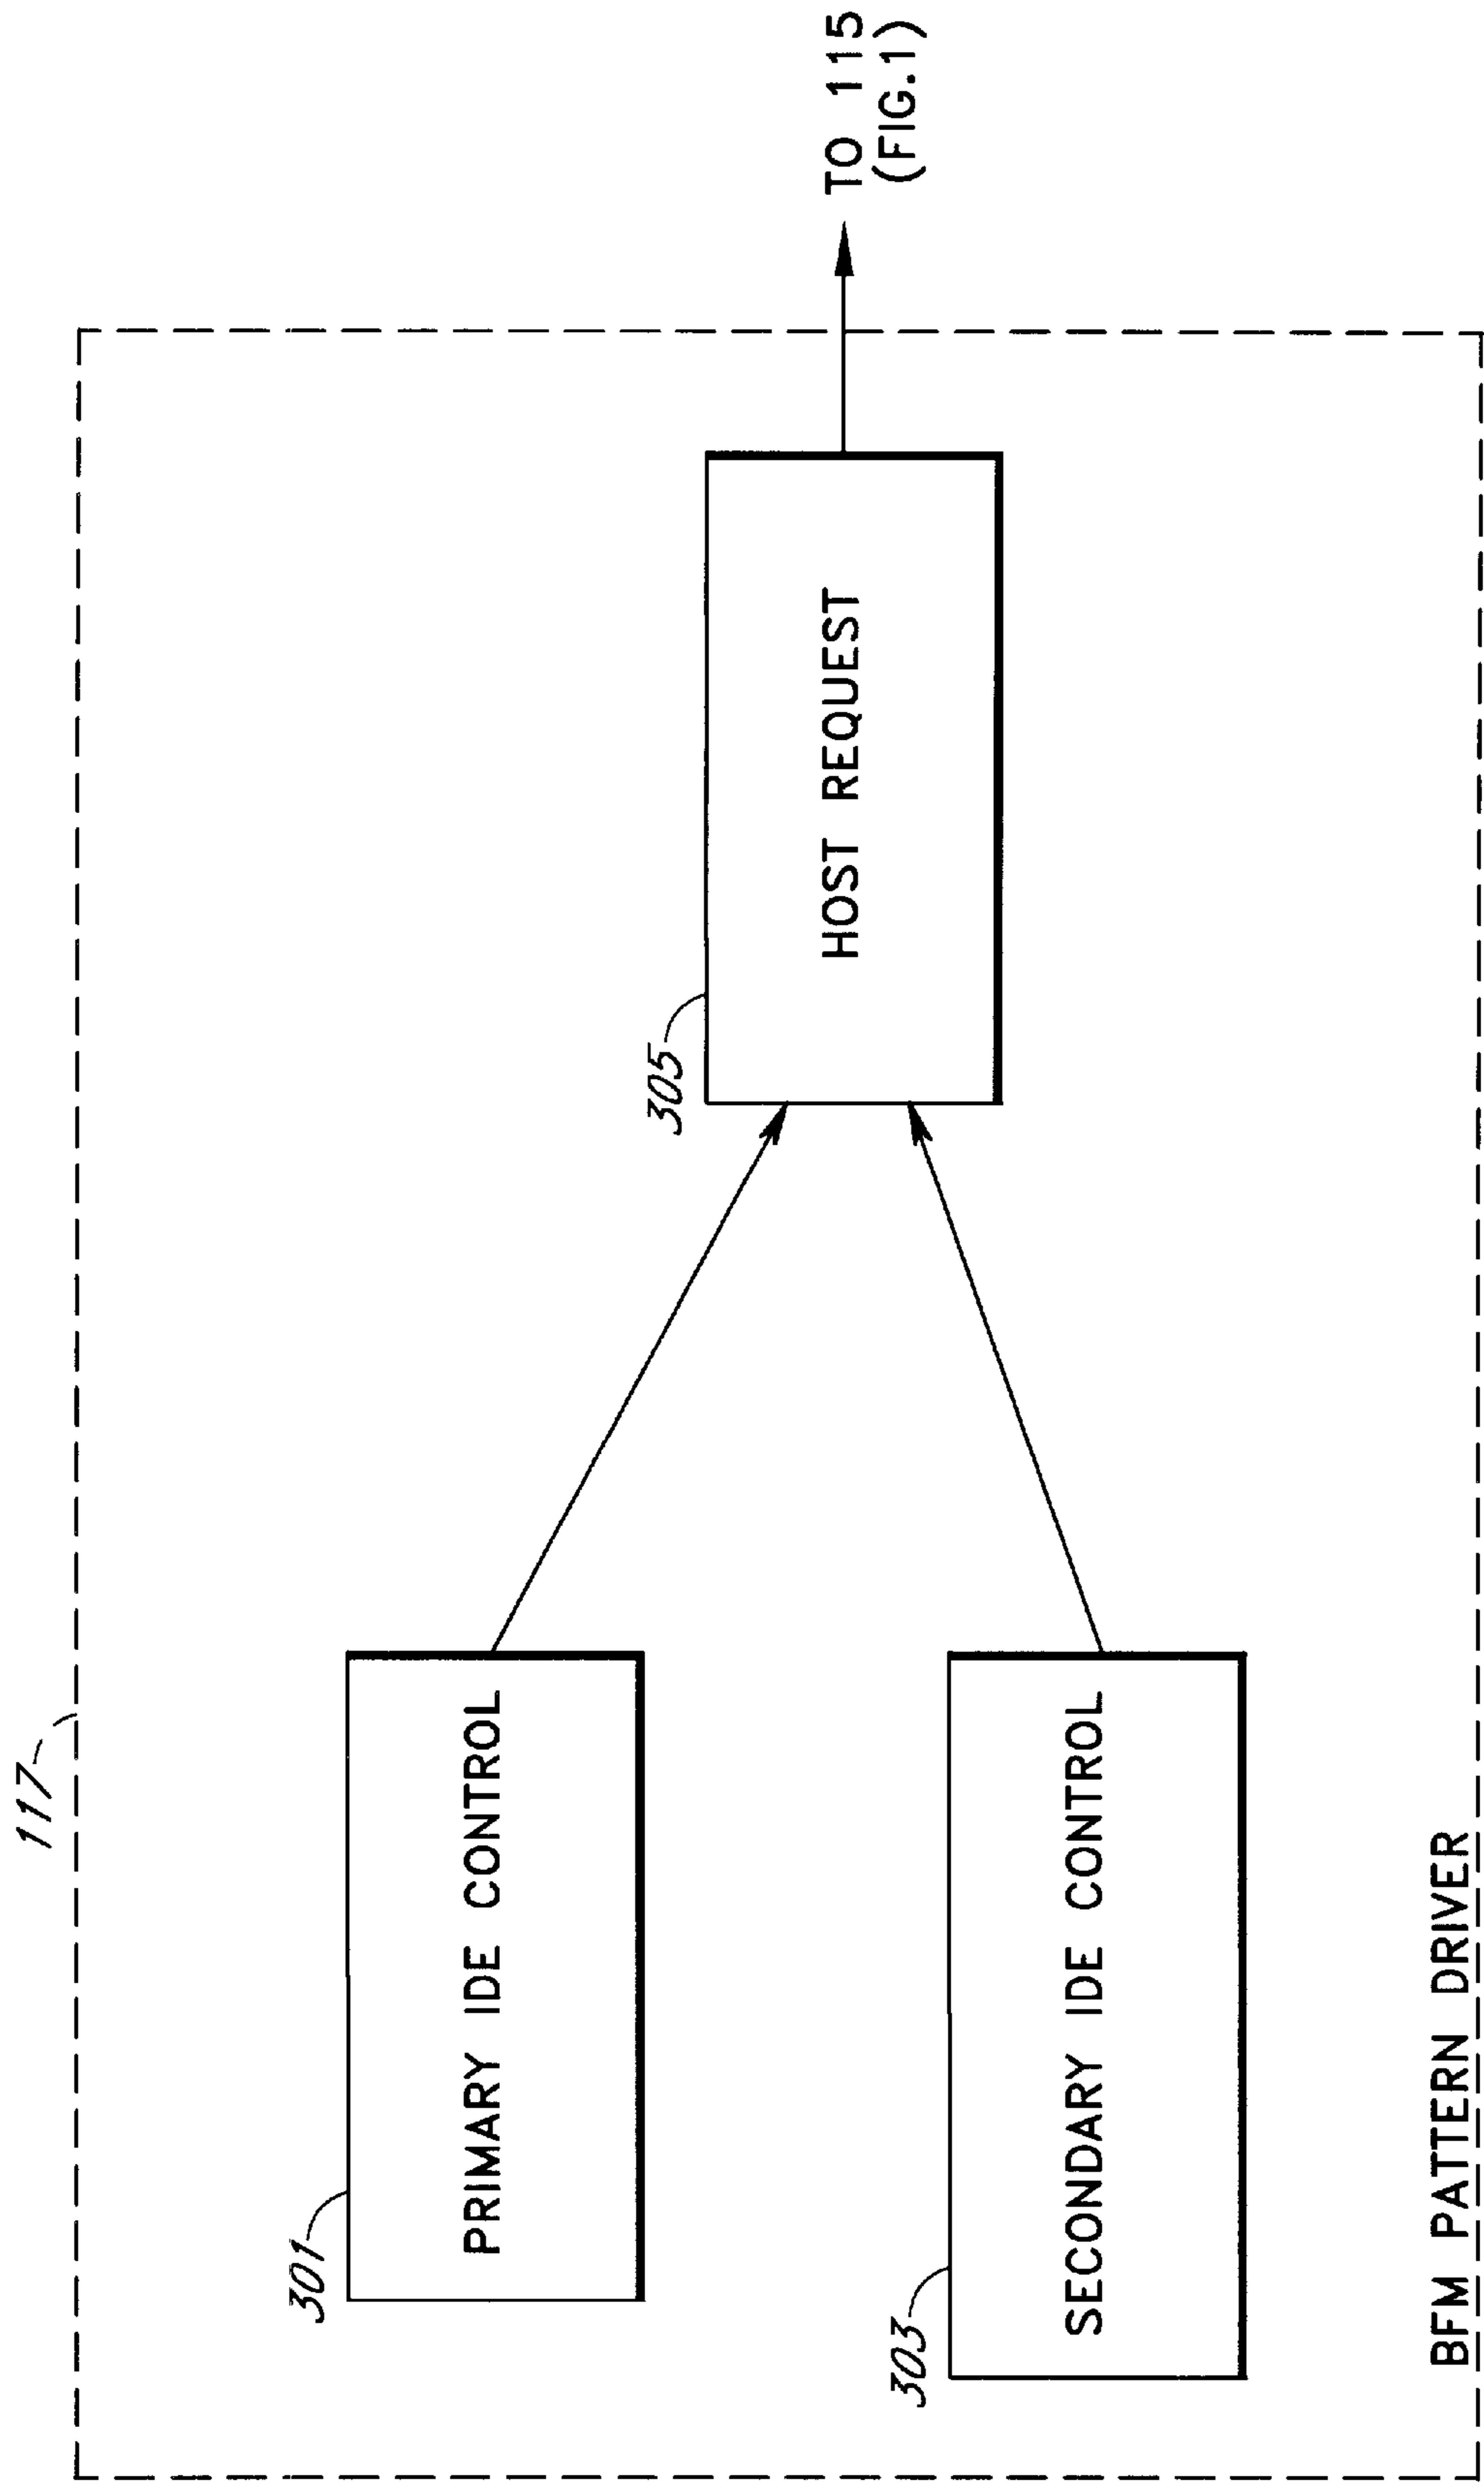 117
301
PRIMARY IDE CONTROL
303
SECONDARY IDE CONTROL
305
HOST REQUEST
TO 115
(FIG.1)
BFM PATTERN DRIVER